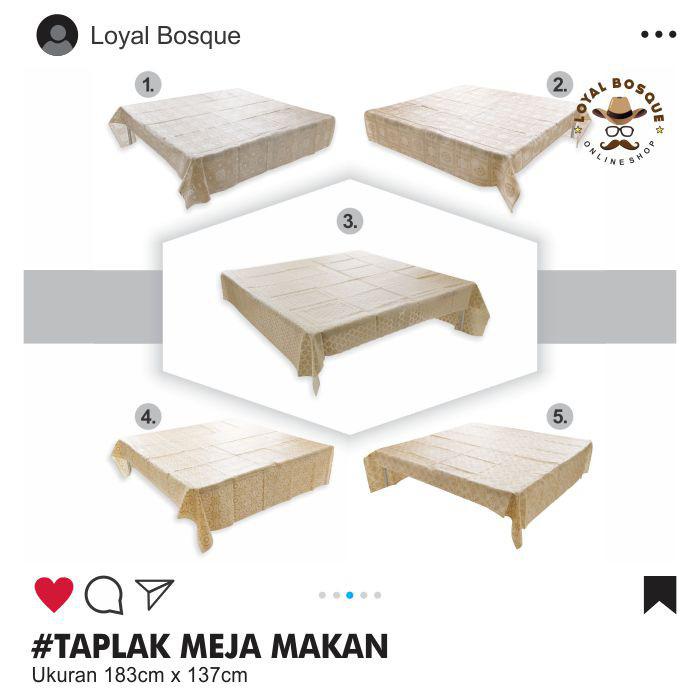 Loyal Bosque
1.
2.
LOYAL BOSQUE
ONLINE SHOP
3.
4.
5.
#TAPLAK MEJA MAKAN
Ukuran 183cm x 137cm